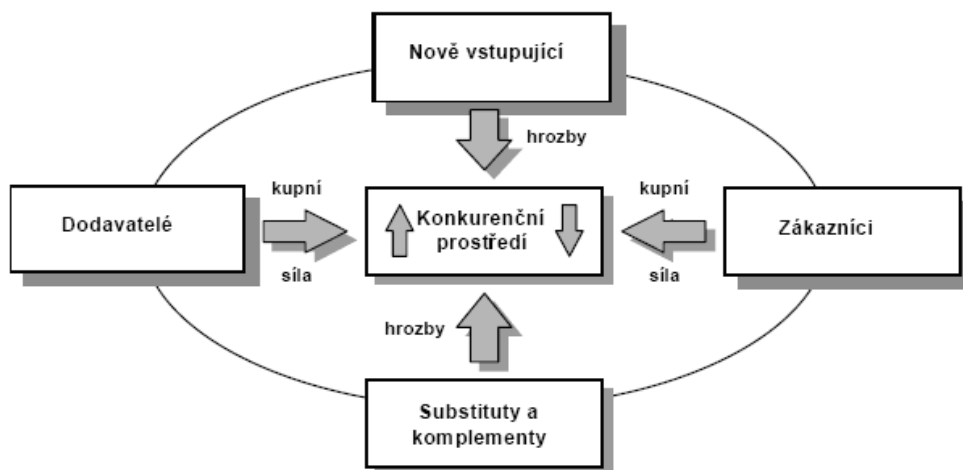 Nově vstupující
hrozby
Dodavatelé
kupní
síla
Konkurenční
prostředí
kupní
síla
Zákazníci
hrozby
Substituty a
komplementy